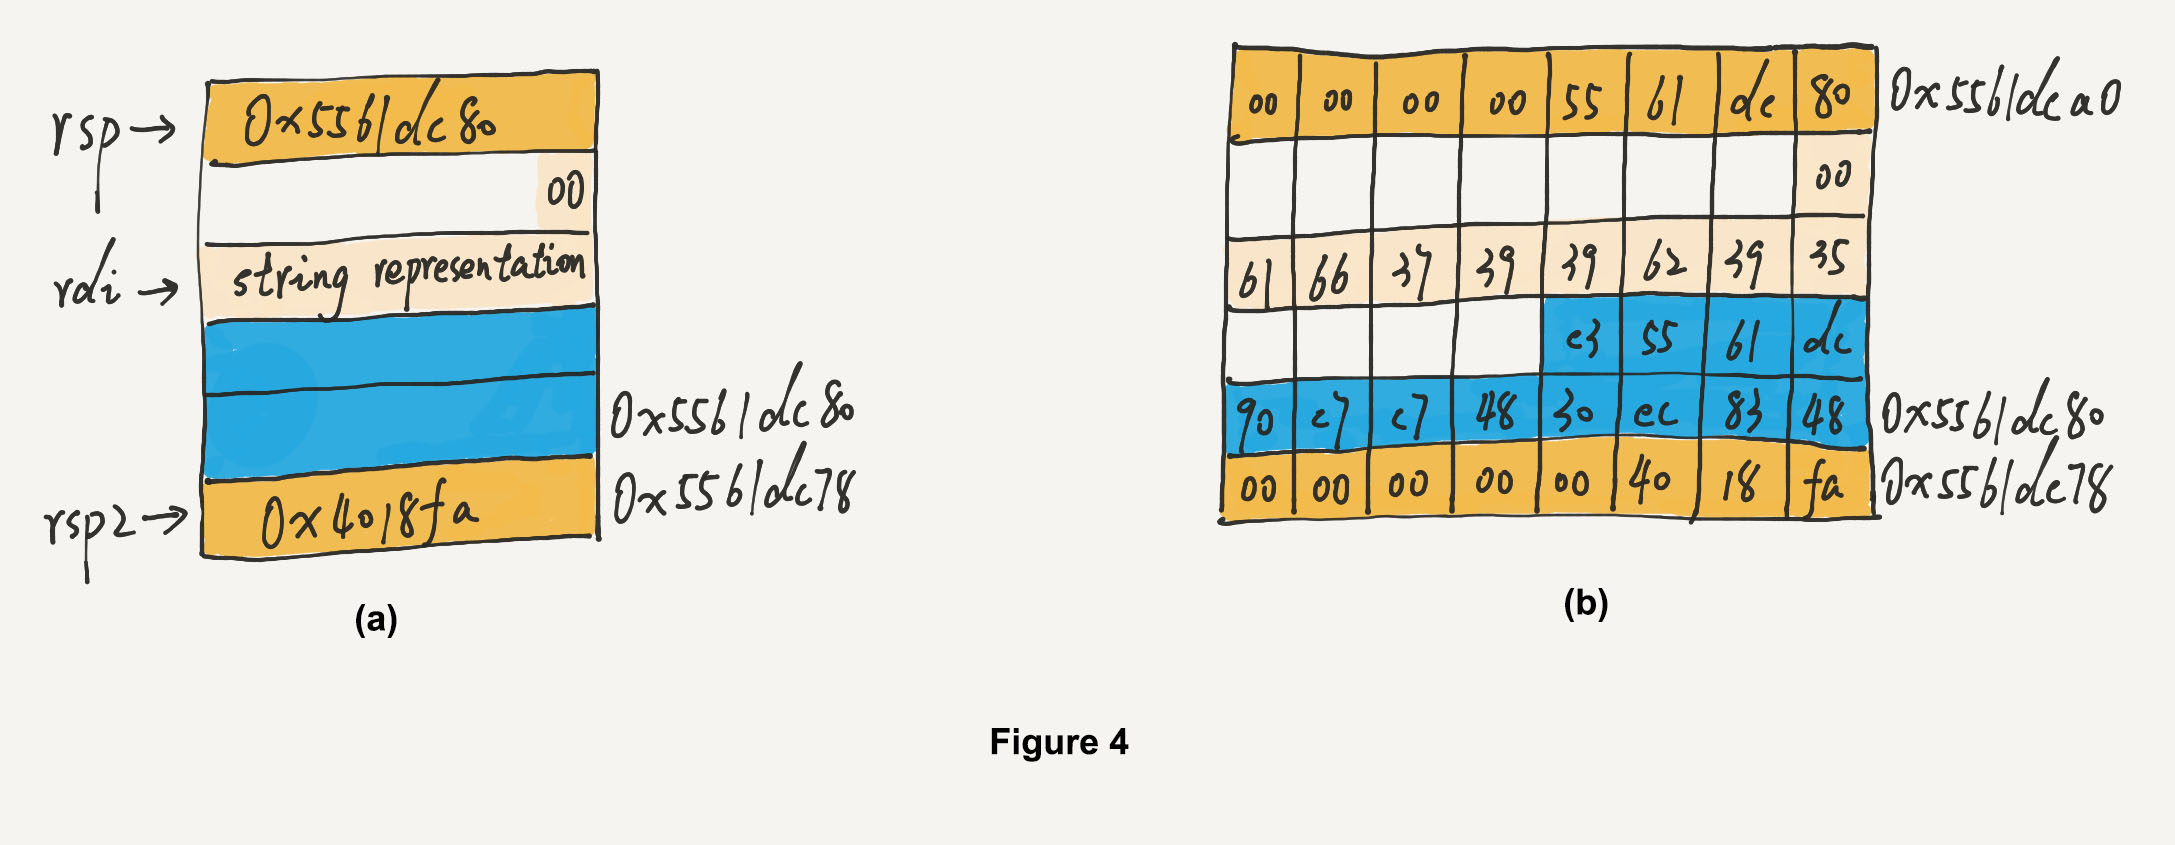 rsp → 0x5561dc80
00
rdi → string representation
0x5561dc80
rsp2 → 0x4018fa 0x5561dc78
(a)
00 00 00 00 55 61 dc 80 0x5561dca0
00
61 66 37 39 39 62 39 35
c3 55 61 dc
90 c7 c7 48 30 ec 83 48 0x5561dc80
00 00 00 00 00 40 18 fa 0x5561dc78
(b)
Figure 4